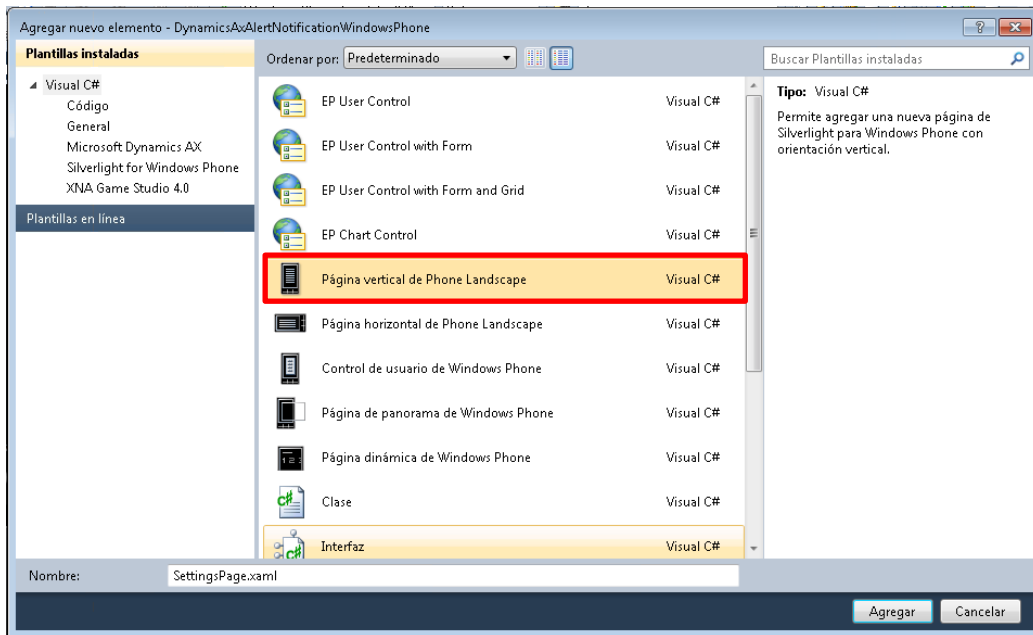 Agregar nuevo elemento - DynamicsAxAlertNotificationWindowsPhone
Plantillas instaladas
Ordenar por: Predeterminado
Buscar Plantillas instaladas
Visual C#
Código
General
Microsoft Dynamics AX
Silverlight for Windows Phone
XNA Game Studio 4.0
Plantillas en línea
EP User Control Visual C#
EP User Control with Form Visual C#
EP User Control with Form and Grid Visual C#
EP Chart Control Visual C#
Página vertical de Phone Landscape Visual C#
Página horizontal de Phone Landscape Visual C#
Control de usuario de Windows Phone Visual C#
Página de panorama de Windows Phone Visual C#
Página dinámica de Windows Phone Visual C#
Clase Visual C#
Interfaz Visual C#
Tipo: Visual C#
Permite agregar una nueva página de
Silverlight para Windows Phone con
orientación vertical.
Nombre: SettingsPage.xaml
Agregar Cancelar